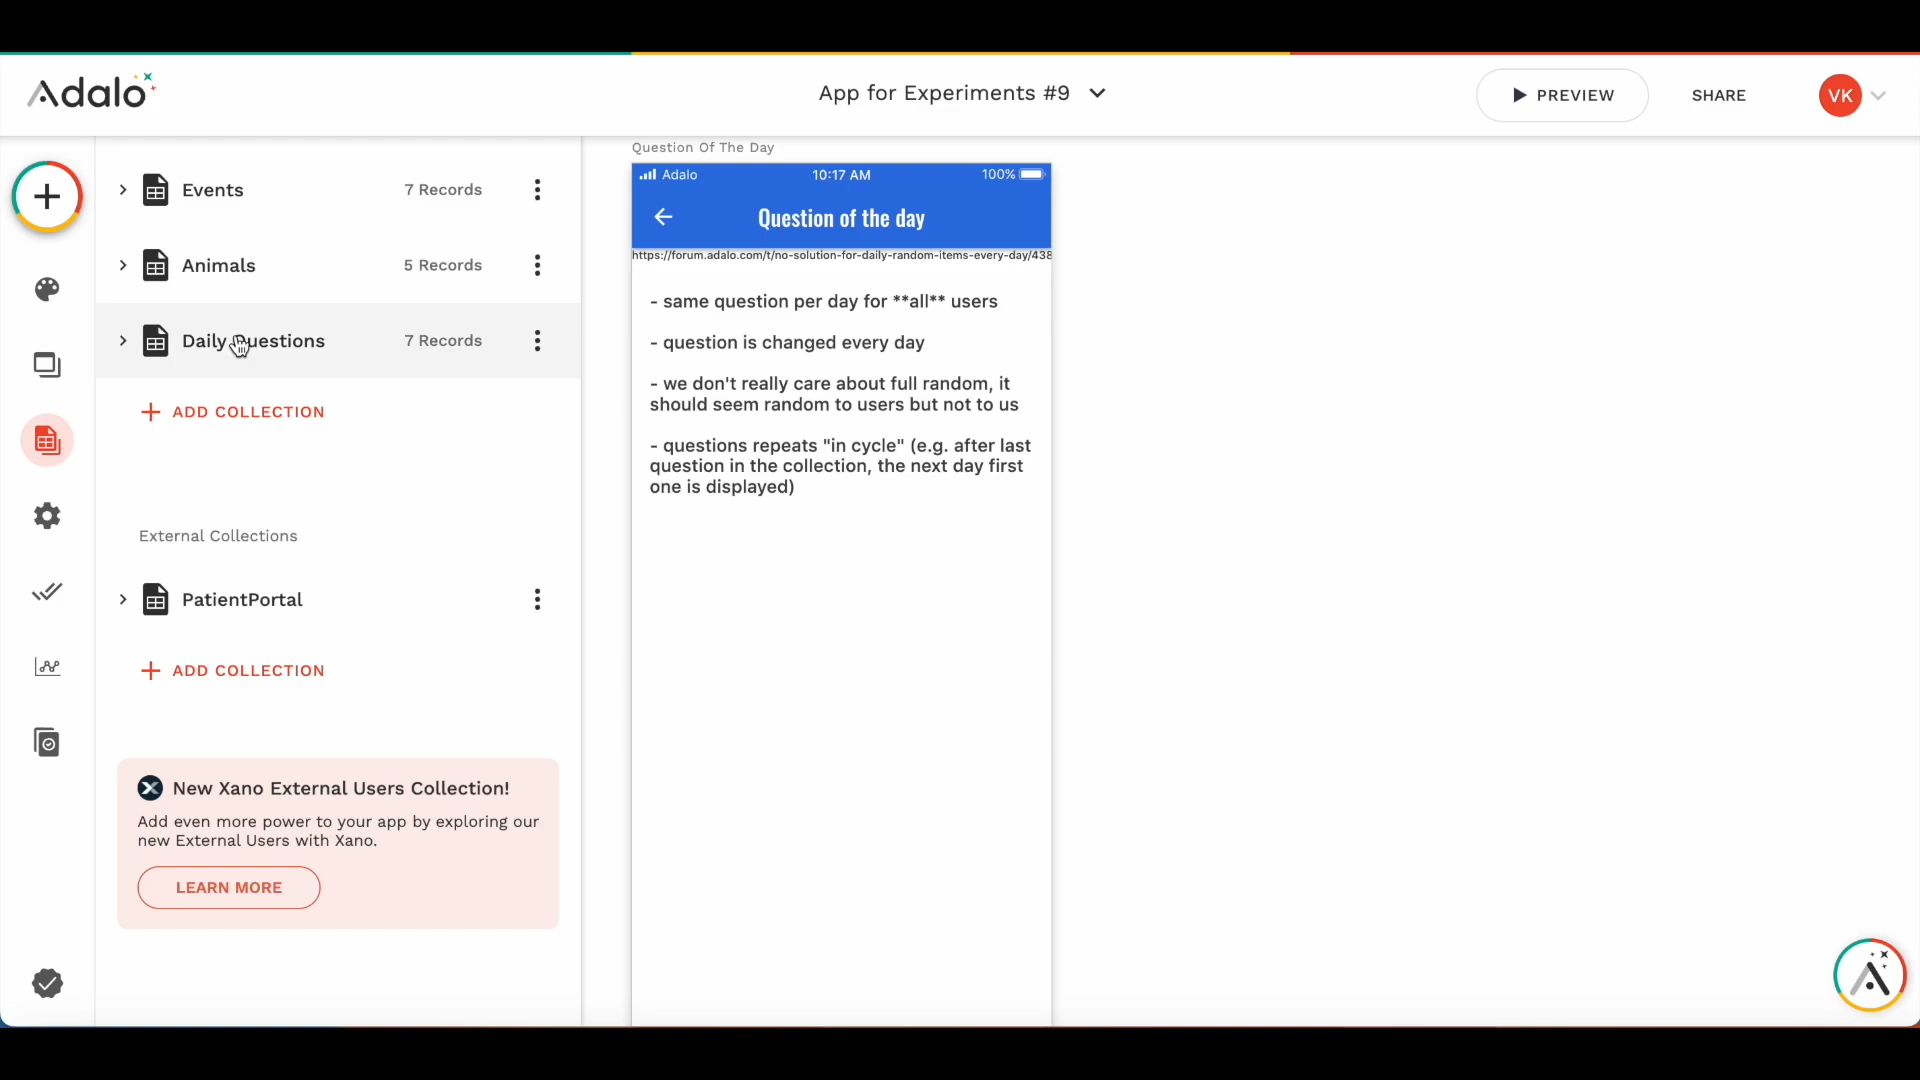 Adalo
App for Experiments #9
PREVIEW
SHARE
VK
Events
7 Records
Animals
5 Records
Daily Questions
7 Records
ADD COLLECTION
External Collections
PatientPortal
ADD COLLECTION
New Xano External Users Collection!
Add even more power to your app by exploring our
new External Users with Xano.
LEARN MORE
Question Of The Day
Adalo
10:17 AM
100%
Question of the day
https://forum.adalo.com/t/no-solution-for-daily-random-items-every-day/438
- same question per day for **all** users
- question is changed every day
- we don't really care about full random, it
should seem random to users but not to us
- questions repeats "in cycle" (e.g. after last
question in the collection, the next day first
one is displayed)